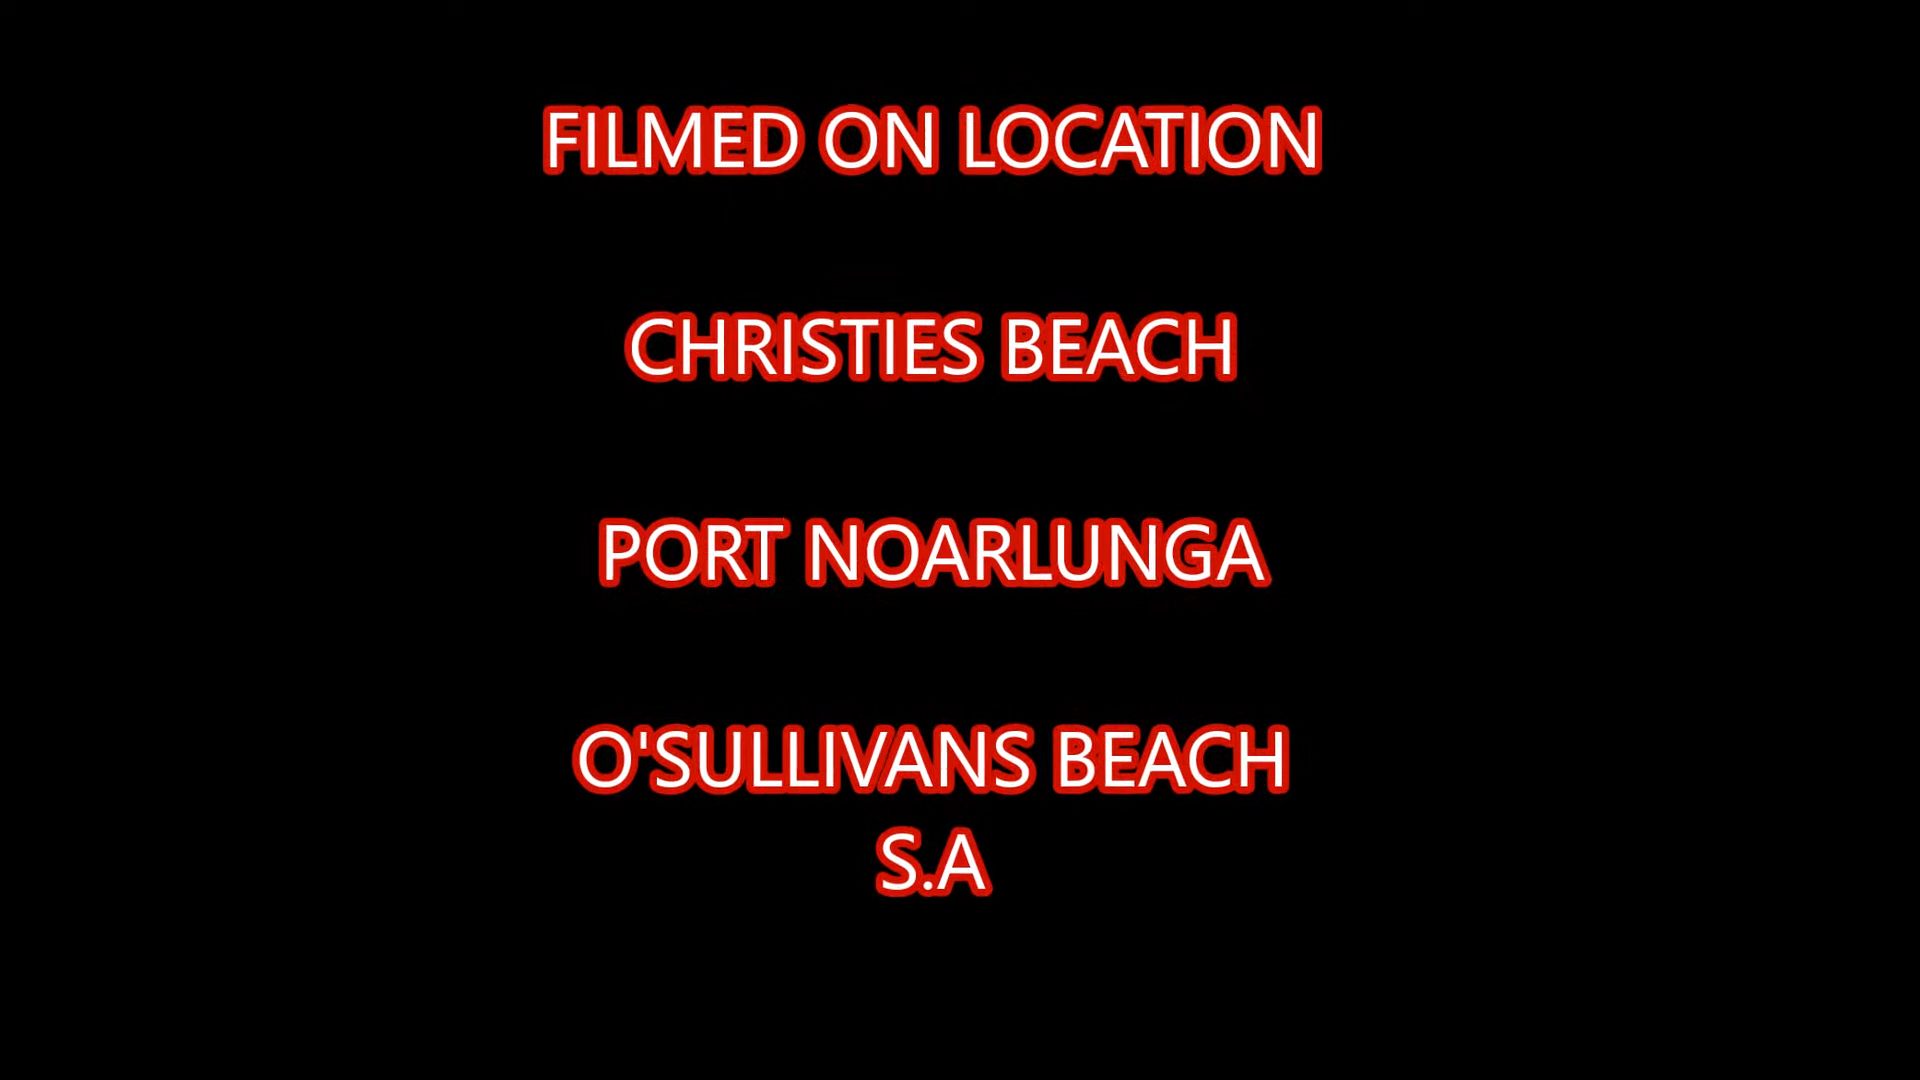 FILMED ON LOCATION
CHRISTIES BEACH
PORT NOARLUNGA
O'SULLIVANS BEACH
S.A